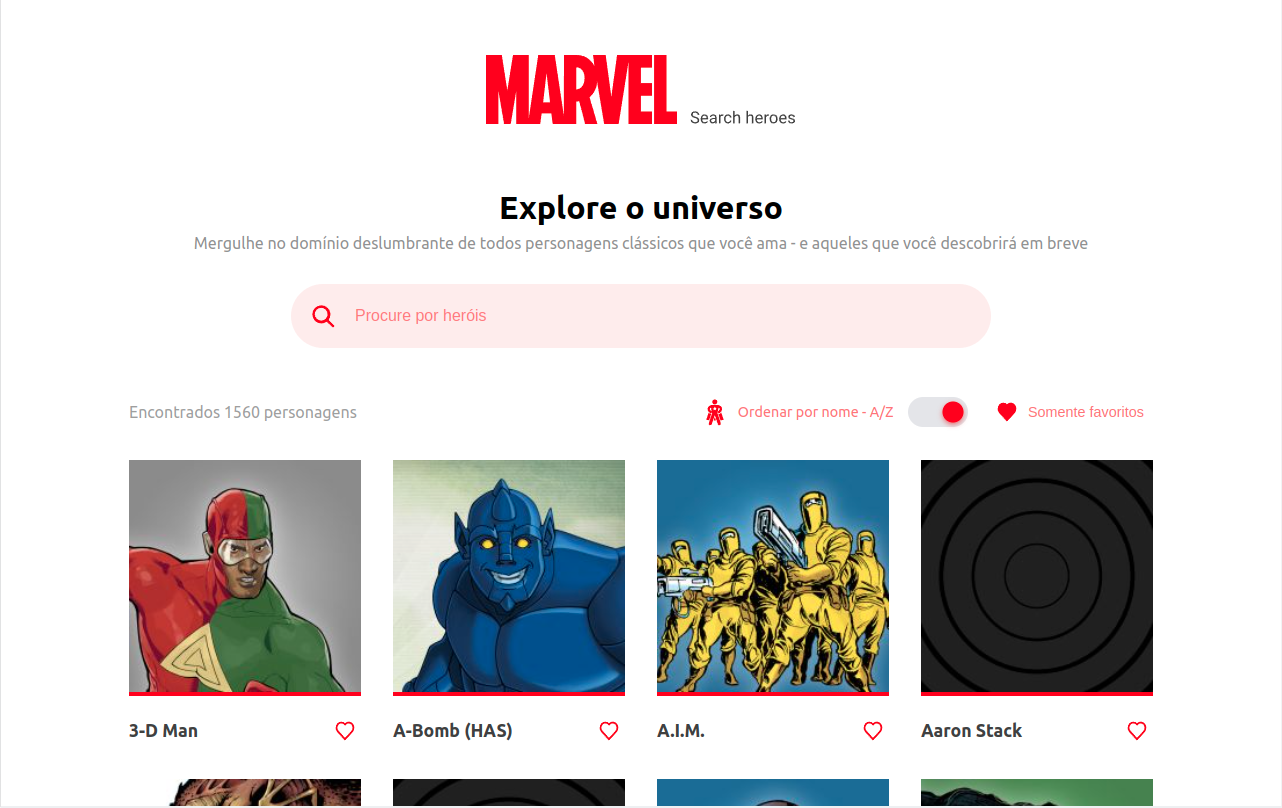 MARVEL Search heroes
Explore o universo
Mergulhe no domínio deslumbrante de todos personagens clássicos que você ama - e aqueles que você descobrirá em breve
Procure por heróis
Encontrados 1560 personagens
Ordenar por nome - A/Z
Somente favoritos
3-D Man
A-Bomb (HAS)
A.I.M.
Aaron Stack